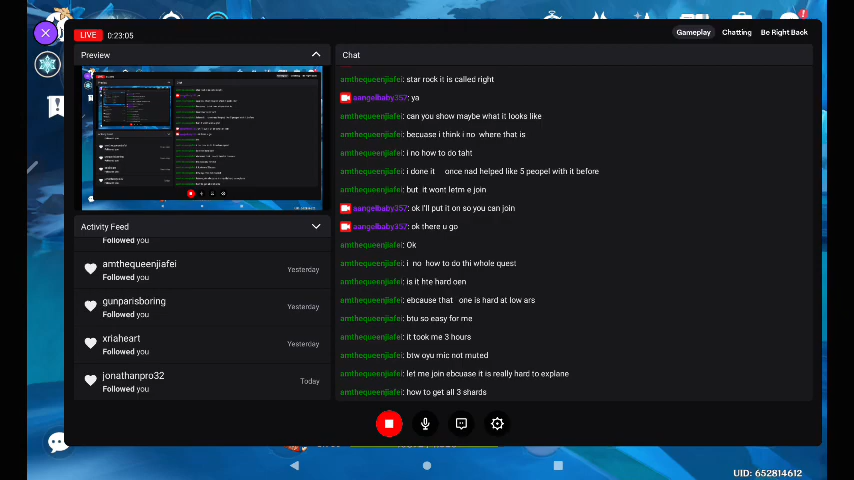 LIVE 0:23:05
Gameplay Chatting Be Right Back
Preview
Chat
amthequeenjiafei: star rock it is called right
aangelbaby357: ya
amthequeenjiafei: can you show maybe what it looks like
amthequeenjiafei: becuase i think i no where that is
amthequeenjiafei: i no how to do taht
amthequeenjiafei: i done it once nad helped like 5 peopel with it before
amthequeenjiafei: but it wont letm e join
aangelbaby357: ok I'll put it on so you can join
aangelbaby357: ok there u go
amthequeenjiafei: Ok
amthequeenjiafei: i no how to do thi whole quest
amthequeenjiafei: is it hte hard oen
amthequeenjiafei: ebcause that one is hard at low ars
amthequeenjiafei: btu so easy for me
amthequeenjiafei: it took me 3 hours
amthequeenjiafei: btw oyu mic not muted
amthequeenjiafei: let me join ebcuase it is really hard to explane
amthequeenjiafei: how to get all 3 shards
Activity Feed
Followed you
amthequeenjiafei
Followed you
Yesterday
gunparisboring
Followed you
Yesterday
xriaheart
Followed you
Yesterday
jonathanpro32
Followed you
Today
UID: 652814612